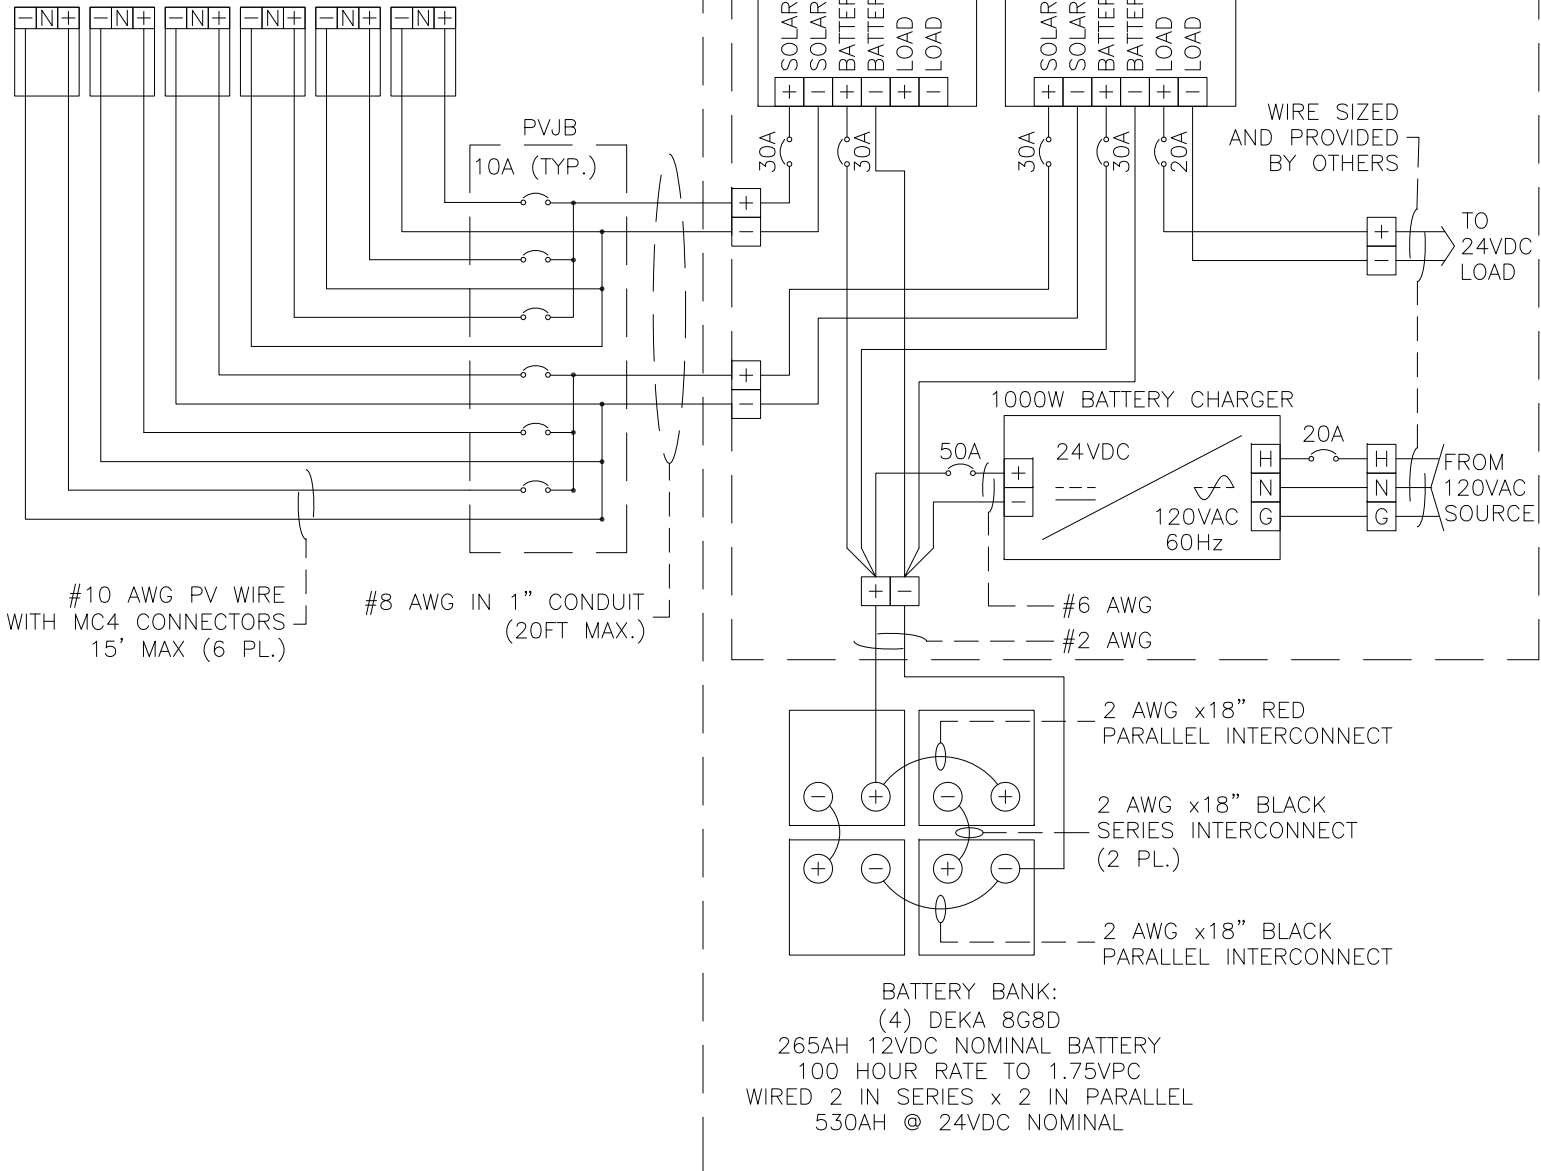 − N + − N + − N + − N + − N + − N +
SOLAR
SOLAR
LOAD
LOAD
SOLAR
SOLAR
LOAD
LOAD
+ − + − + −
+ − + − + −
PVJB
10A (TYP.)
30A
30A
30A
30A
20A
WIRE SIZED
AND PROVIDED
BY OTHERS
+
−
+
−
TO
24VDC
LOAD
+
−
1000W BATTERY CHARGER
50A
+
−
24VDC
120VAC
60Hz
H
N
G
20A
H
N
G
FROM
120VAC
SOURCE
#10 AWG PV WIRE
WITH MC4 CONNECTORS
15' MAX (6 PL.)
#8 AWG IN 1” CONDUIT
(20FT MAX.)
+ −
#6 AWG
#2 AWG
2 AWG x18” RED
PARALLEL INTERCONNECT
− + − +
2 AWG x18” BLACK
SERIES INTERCONNECT
(2 PL.)
+ − + −
2 AWG x18” BLACK
PARALLEL INTERCONNECT
BATTERY BANK:
(4) DEKA 8G8D
265AH 12VDC NOMINAL BATTERY
100 HOUR RATE TO 1.75VPC
WIRED 2 IN SERIES x 2 IN PARALLEL
530AH @ 24VDC NOMINAL